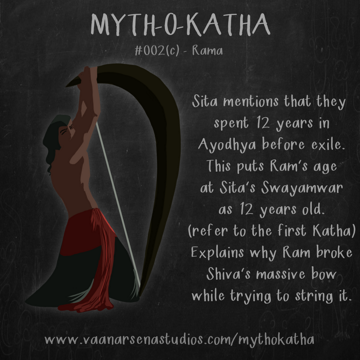 MYTH-O-KATHA
#002(c) - Rama
Sita mentions that they
spent 12 years in
Ayodhya before exile.
This puts Ram's age
at Sita's Swayamwar
as 12 years old.
(refer to the first Katha)
Explains why Ram broke
Shiva's massive bow
while trying to string it.
www.vaanarsenastudios.com/mythokatha